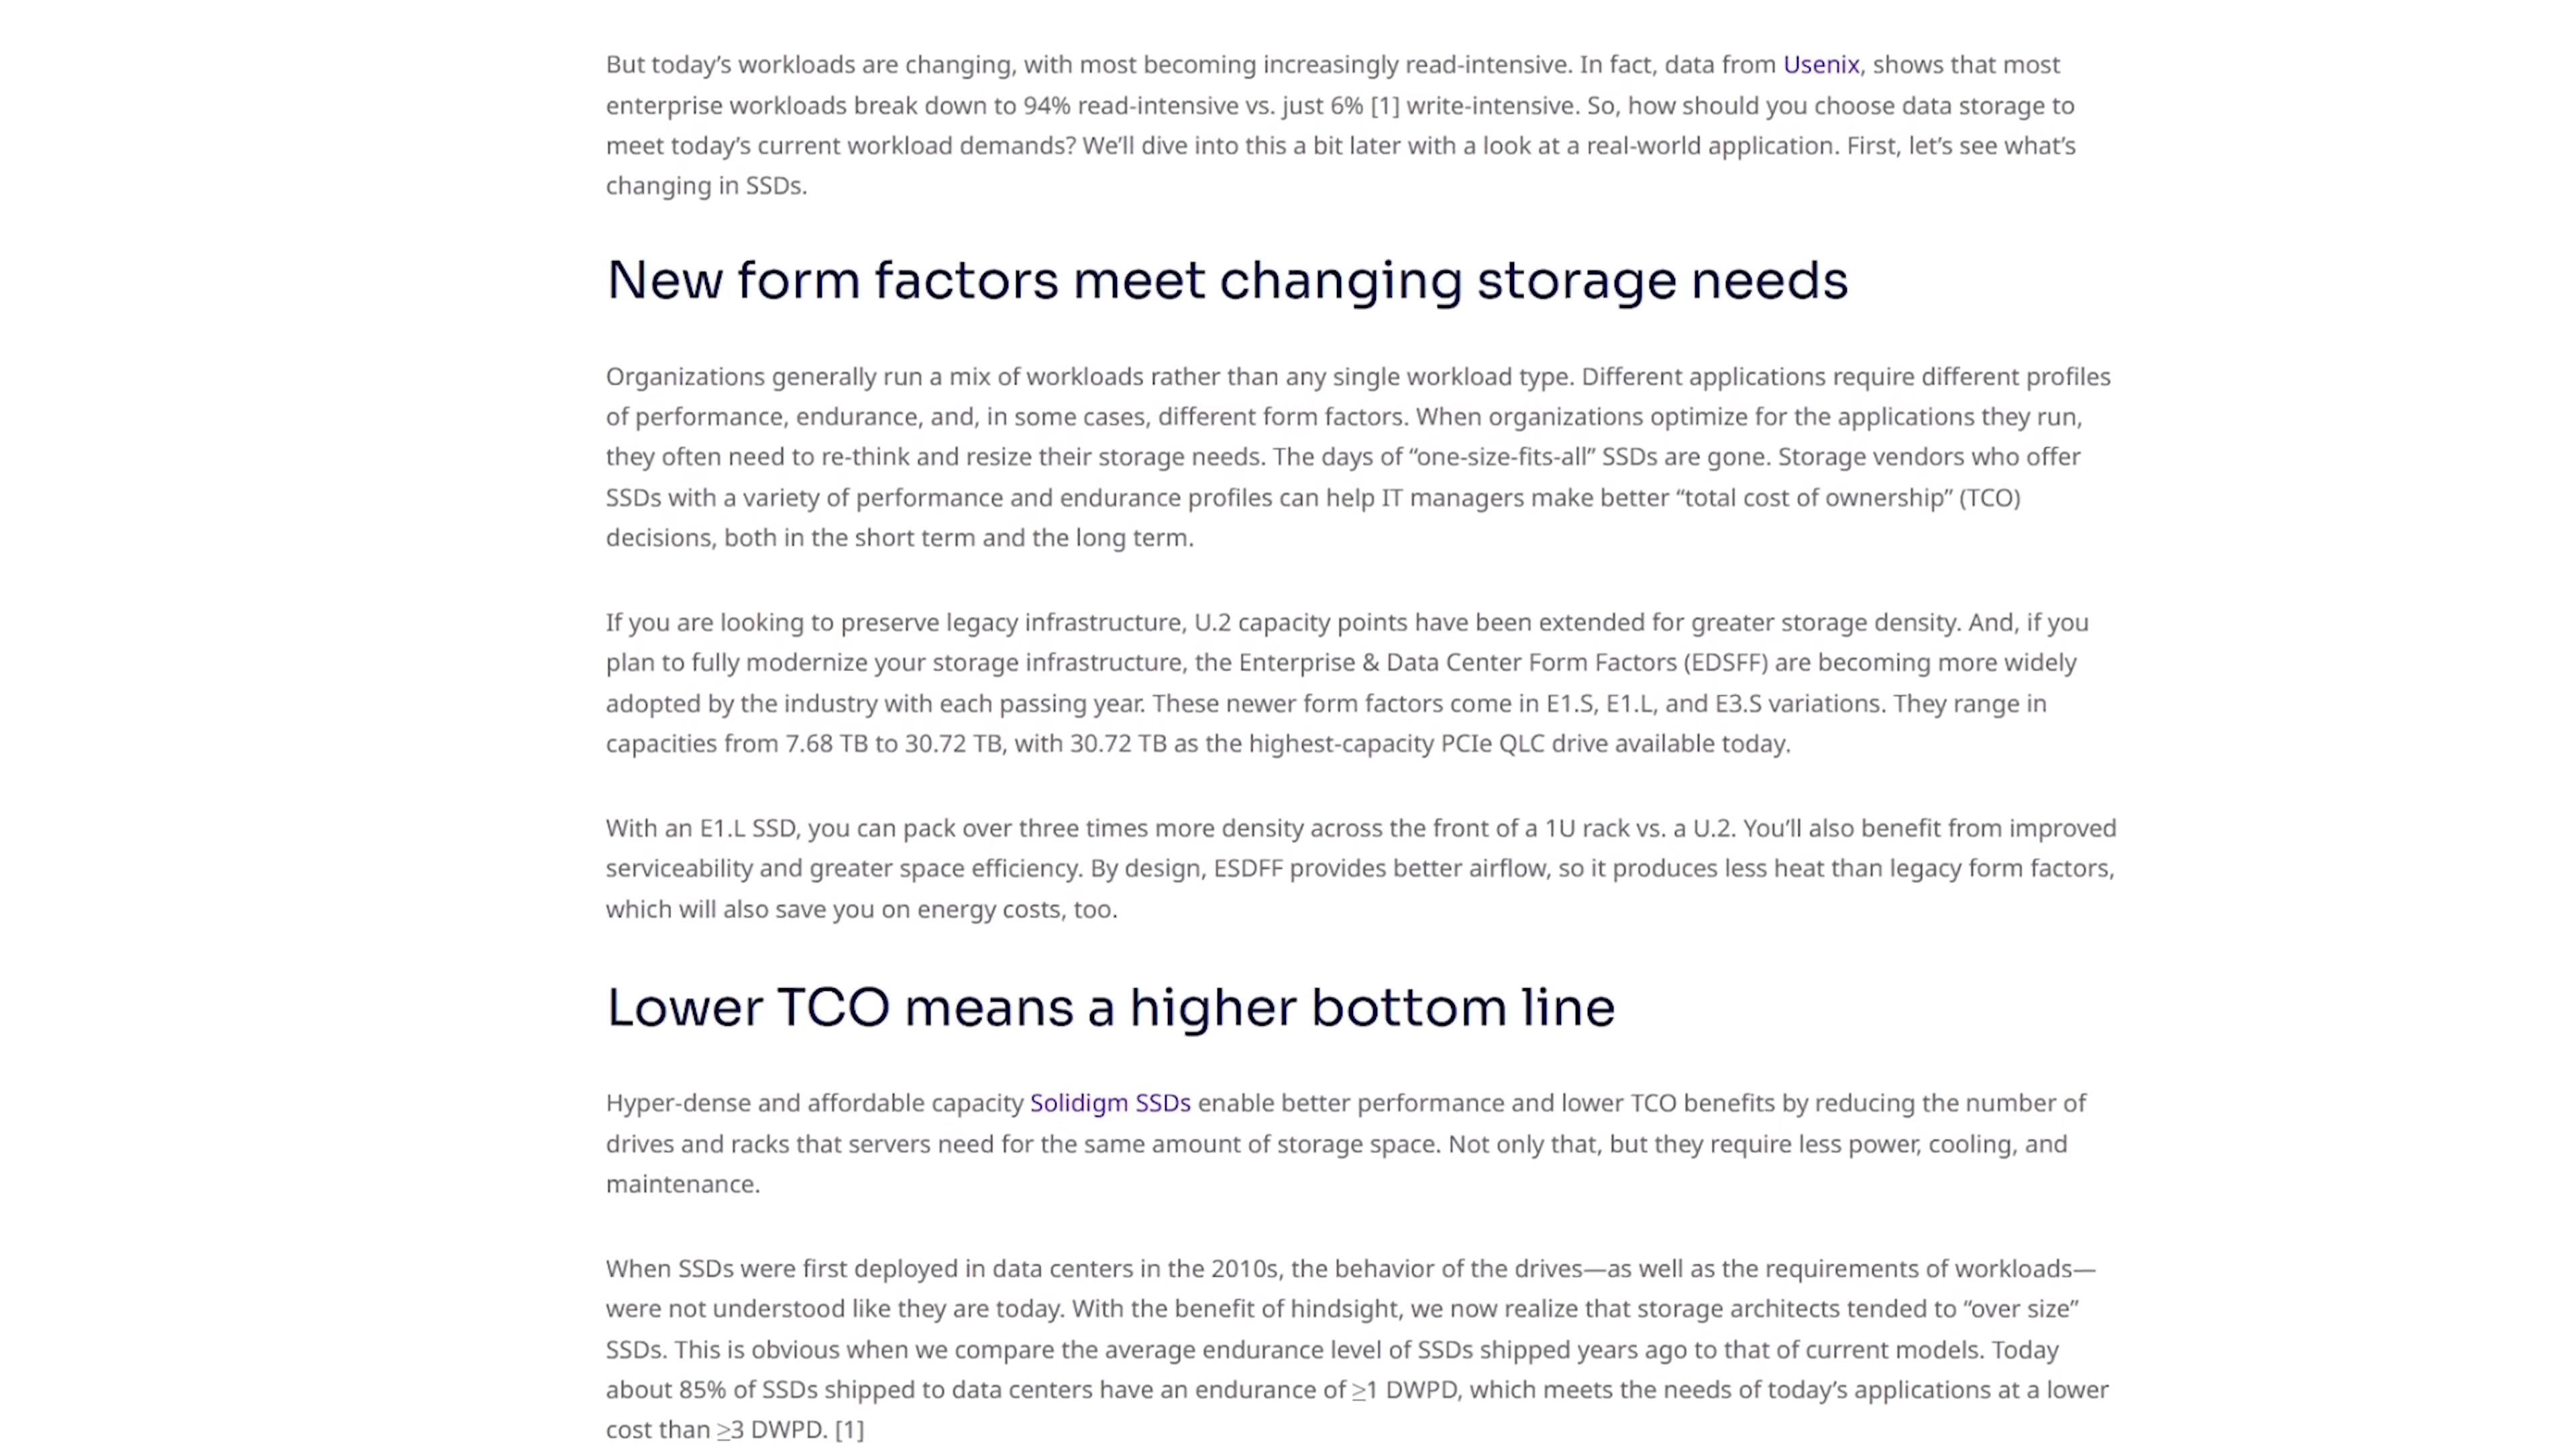 But today’s workloads are changing, with most becoming increasingly read-intensive. In fact, data from Usenix, shows that most
enterprise workloads break down to 94% read-intensive vs. just 6% [1] write-intensive. So, how should you choose data storage to
meet today’s current workload demands? We’ll dive into this a bit later with a look at a real-world application. First, let’s see what’s
changing in SSDs.
New form factors meet changing storage needs
Organizations generally run a mix of workloads rather than any single workload type. Different applications require different profiles
of performance, endurance, and, in some cases, different form factors. When organizations optimize for the applications they run,
they often need to re-think and resize their storage needs. The days of “one-size-fits-all” SSDs are gone. Storage vendors who offer
SSDs with a variety of performance and endurance profiles can help IT managers make better “total cost of ownership” (TCO)
decisions, both in the short term and the long term.
If you are looking to preserve legacy infrastructure, U.2 capacity points have been extended for greater storage density. And, if you
plan to fully modernize your storage infrastructure, the Enterprise & Data Center Form Factors (EDSFF) are becoming more widely
adopted by the industry with each passing year. These newer form factors come in E1.S, E1.L, and E3.S variations. They range in
capacities from 7.68 TB to 30.72 TB, with 30.72 TB as the highest-capacity PCIe QLC drive available today.
With an E1.L SSD, you can pack over three times more density across the front of a 1U rack vs. a U.2. You’ll also benefit from improved
serviceability and greater space efficiency. By design, ESDFF provides better airflow, so it produces less heat than legacy form factors,
which will also save you on energy costs, too.
Lower TCO means a higher bottom line
Hyper-dense and affordable capacity Solidigm SSDs enable better performance and lower TCO benefits by reducing the number of
drives and racks that servers need for the same amount of storage space. Not only that, but they require less power, cooling, and
maintenance.
When SSDs were first deployed in data centers in the 2010s, the behavior of the drives—as well as the requirements of workloads—
were not understood like they are today. With the benefit of hindsight, we now realize that storage architects tended to “over size”
SSDs. This is obvious when we compare the average endurance level of SSDs shipped years ago to that of current models. Today
about 85% of SSDs shipped to data centers have an endurance of ≥1 DWPD, which meets the needs of today’s applications at a lower
cost than ≥3 DWPD. [1]